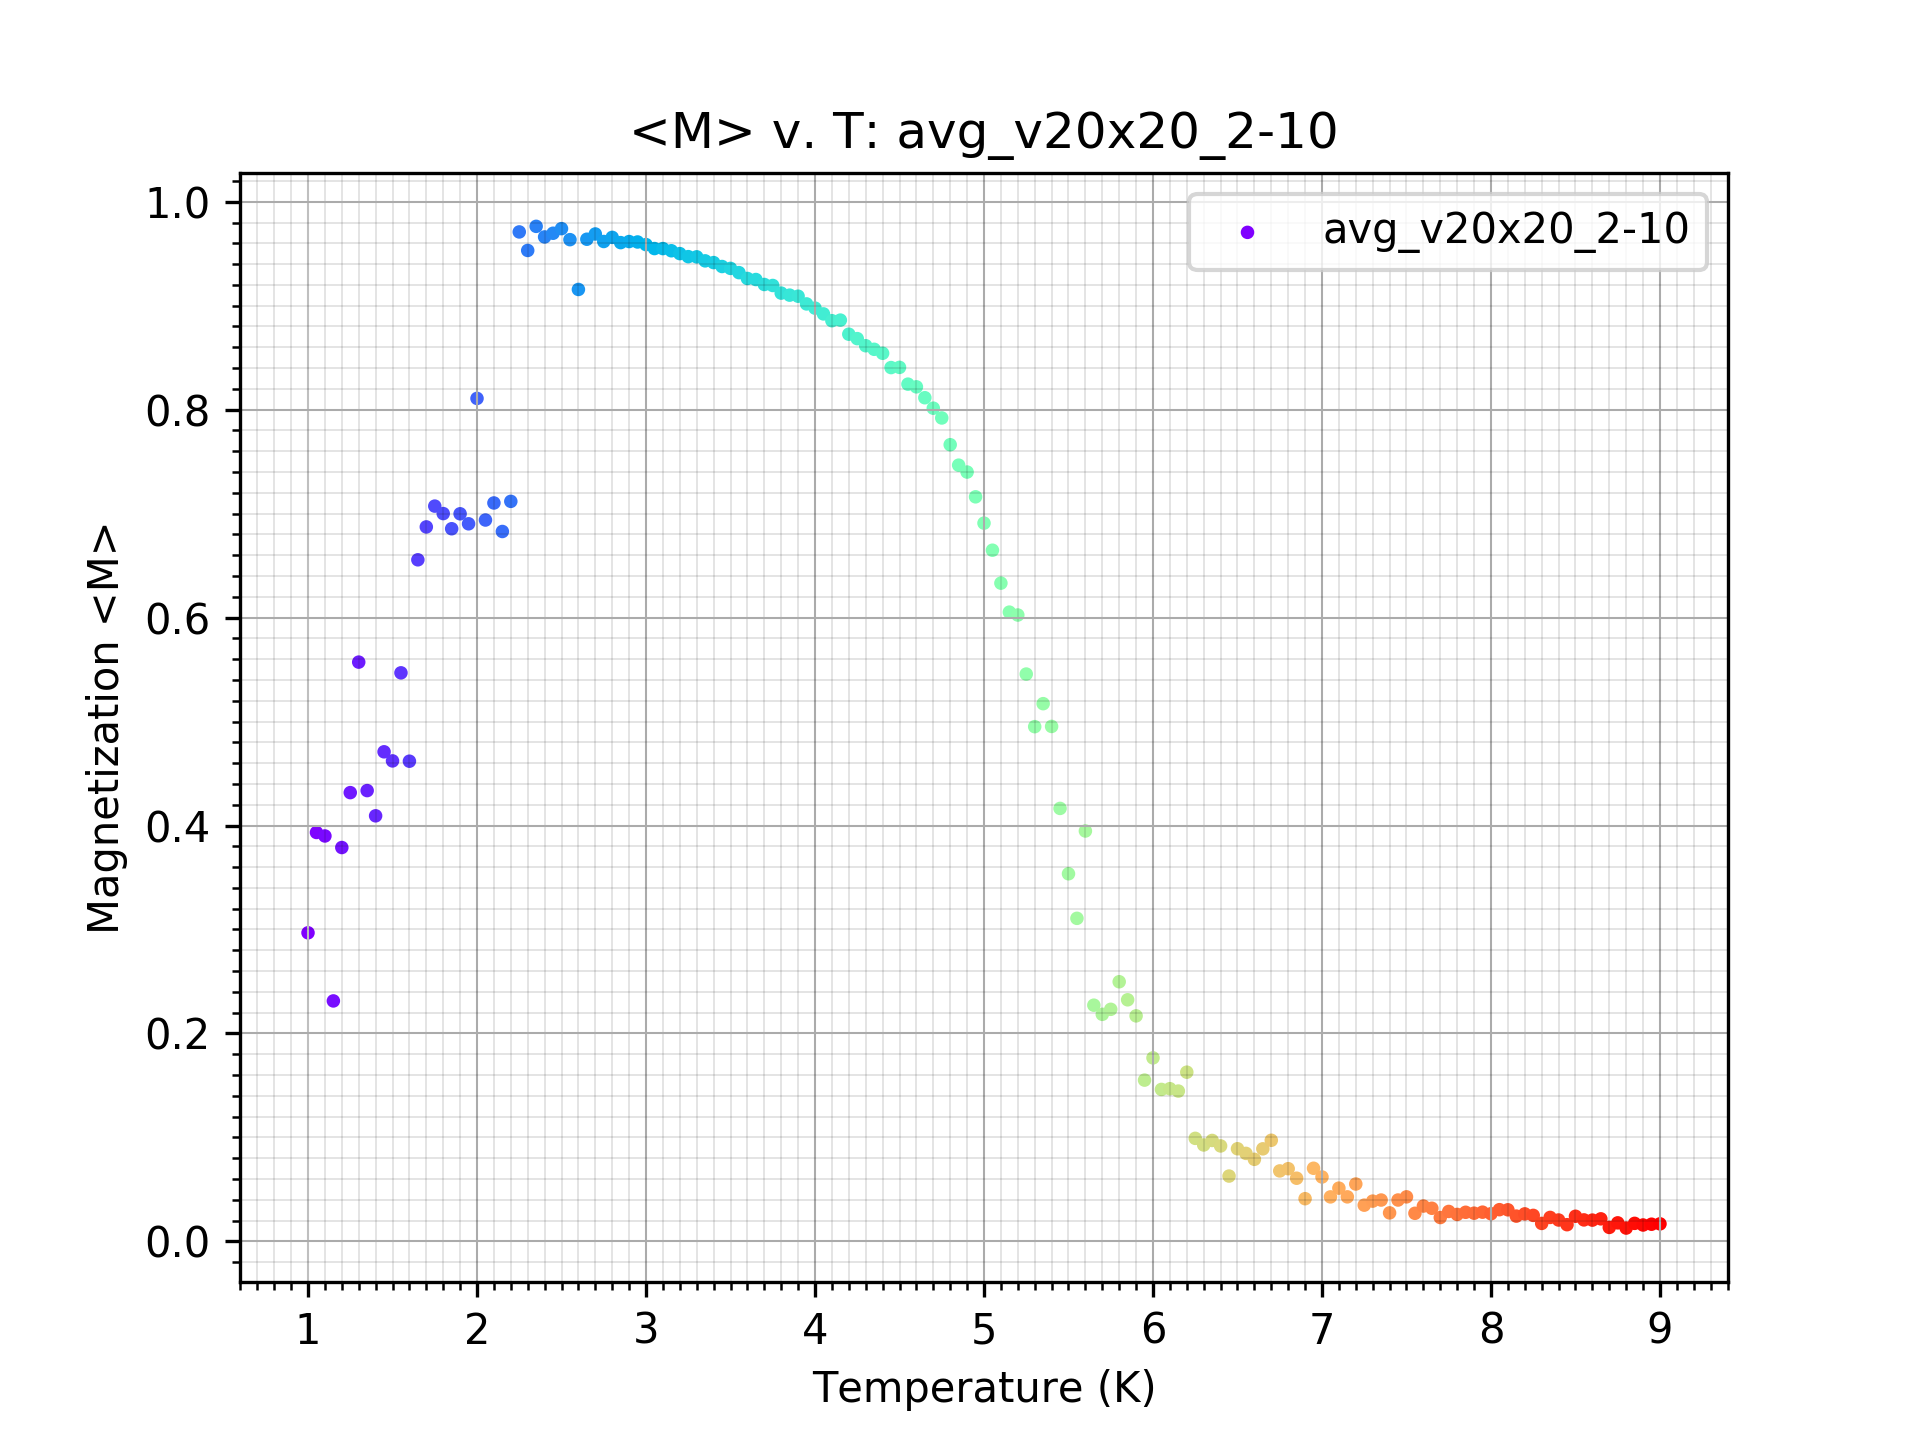 <M> v. T: avg_v20x20_2-10
avg_v20x20_2-10
1.0
0.8
0.6
0.4
0.2
0.0
Magnetization <M>
1 2 3 4 5 6 7 8 9
Temperature (K)